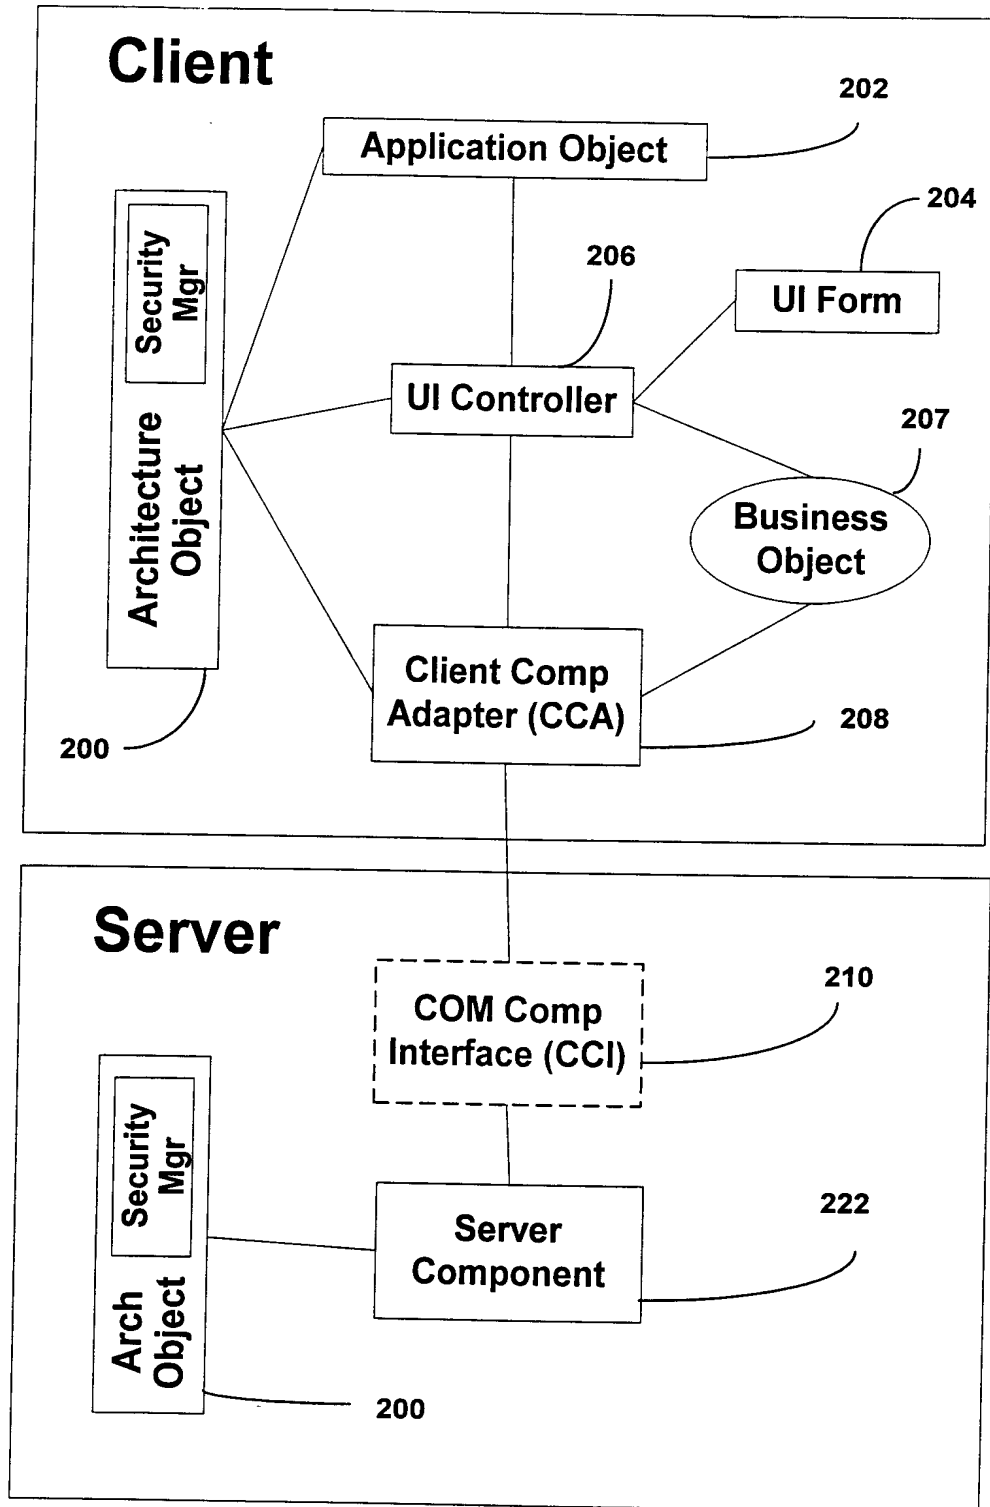 Client
202
Application Object
204
Security
Mgr
206
UI Form
UI Controller
207
Architecture
Object
Business
Object
Client Comp
Adapter (CCA)
208
200
Server
210
COM Comp
Interface (CCI)
Security
Mgr
222
Server
Component
Arch
Object
200